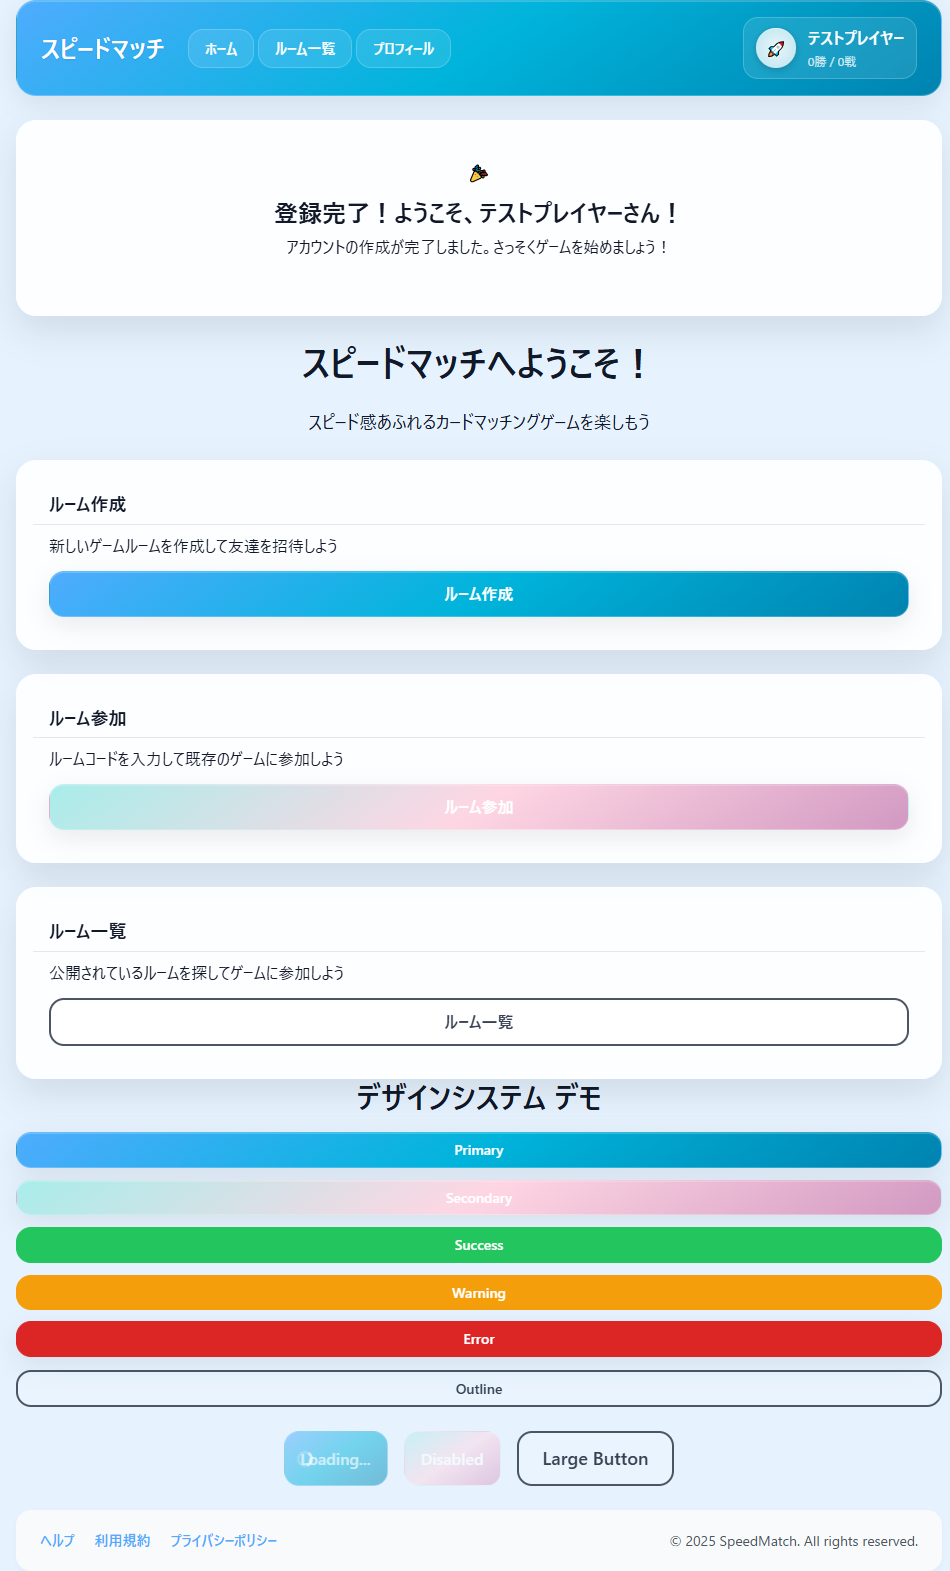 スピードマッチ
ホーム
ルーム一覧
プロフィール
テストプレイヤー
0勝 / 0戦
登録完了！ようこそ、テストプレイヤーさん！
アカウントの作成が完了しました。さっそくゲームを始めましょう！
スピードマッチへようこそ！
スピード感あふれるカードマッチングゲームを楽しもう
ルーム作成
新しいゲームルームを作成して友達を招待しよう
ルーム作成
ルーム参加
ルームコードを入力して既存のゲームに参加しよう
ルーム参加
ルーム一覧
公開されているルームを探してゲームに参加しよう
ルーム一覧
デザインシステム デモ
Primary
Secondary
Success
Warning
Error
Outline
Loading...
Disabled
Large Button
ヘルプ
利用規約
プライバシーポリシー
© 2025 SpeedMatch. All rights reserved.